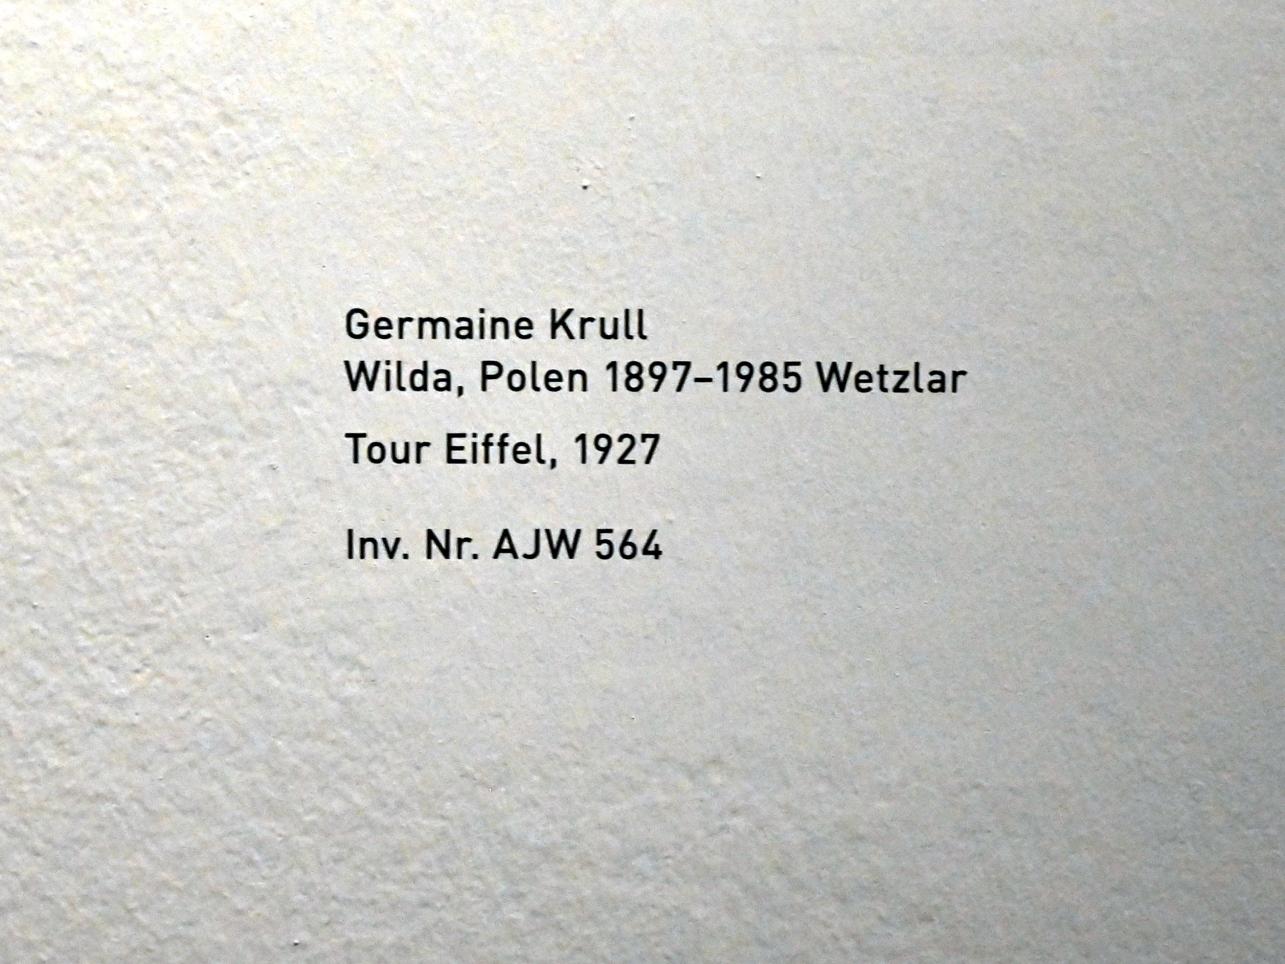 Germaine Krull
Wilda, Polen 1897–1985 Wetzlar
Tour Eiffel, 1927
Inv. Nr. AJW 564